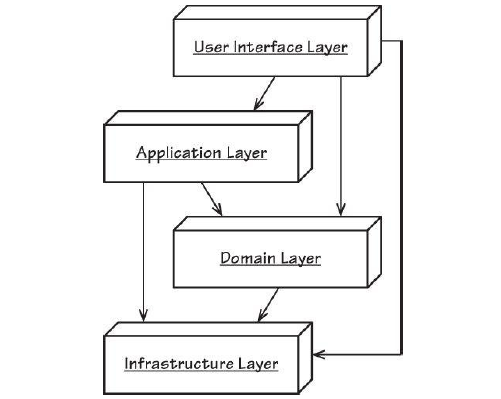 User Interface Layer
Application Layer
Domain Layer
Infrastructure Layer